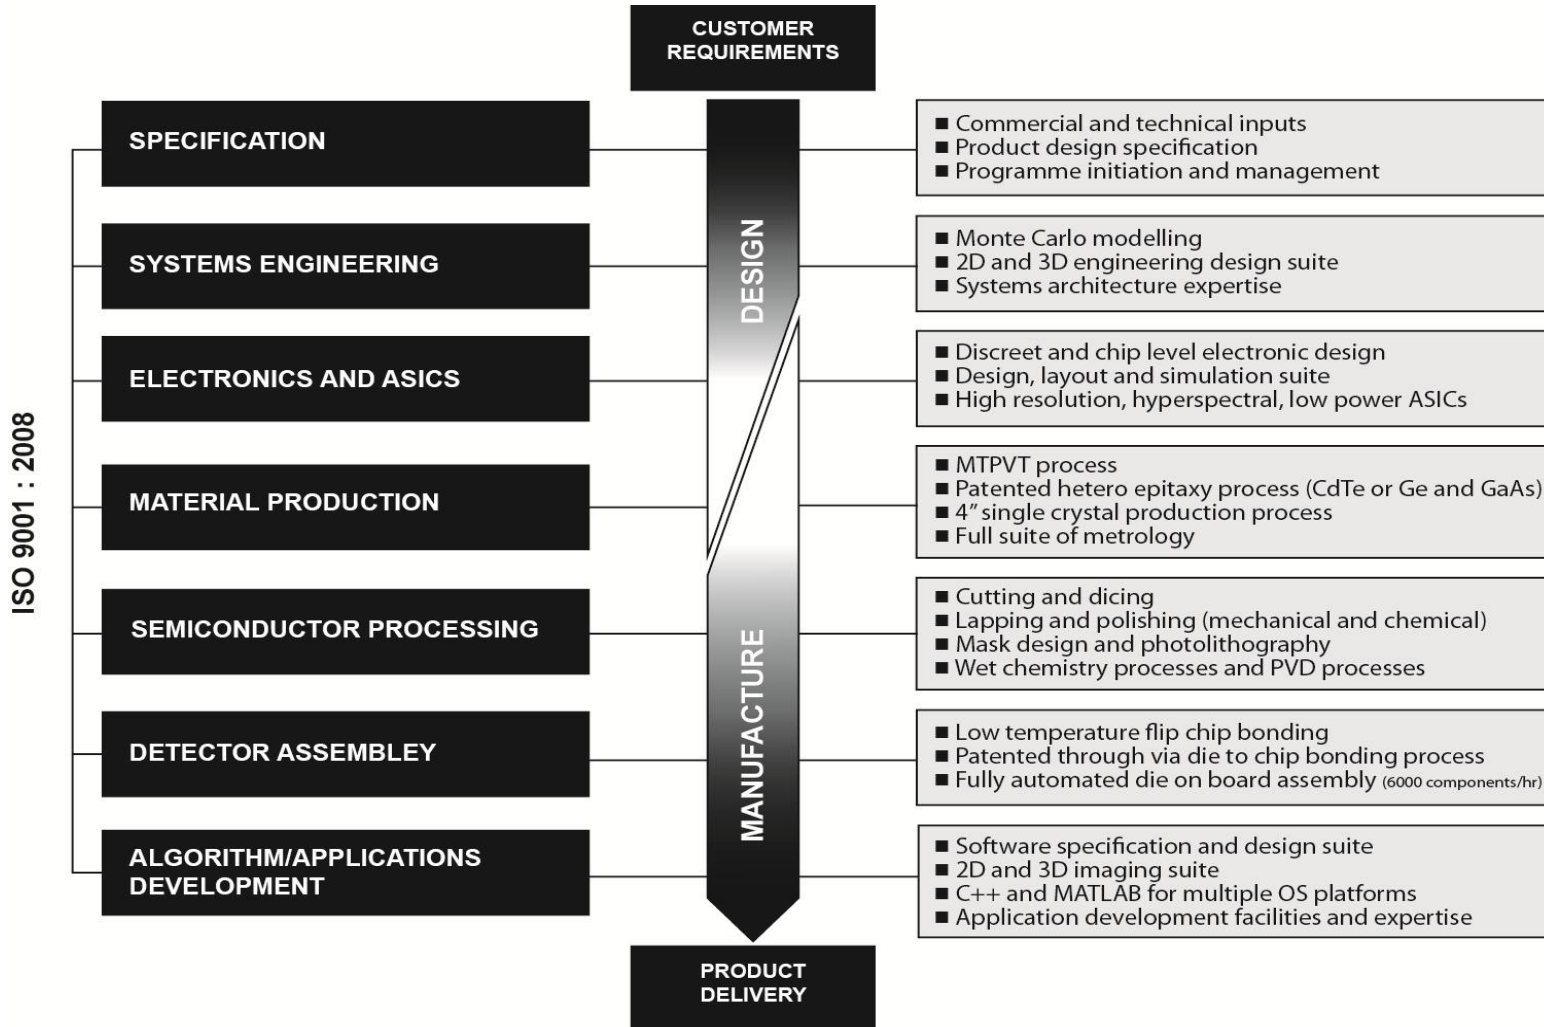 CUSTOMER
REQUIREMENTS
SPECIFICATION
■ Commercial and technical inputs
■ Product design specification
■ Programme initiation and management
SYSTEMS ENGINEERING
■ Monte Carlo modelling
■ 2D and 3D engineering design suite
■ Systems architecture expertise
DESIGN
ELECTRONICS AND ASICS
■ Discreet and chip level electronic design
■ Design, layout and simulation suite
■ High resolution, hyperspectral, low power ASICs
ISO 9001 : 2008
MATERIAL PRODUCTION
■ MTPVT process
■ Patented hetero epitaxy process (CdTe or Ge and GaAs)
■ 4” single crystal production process
■ Full suite of metrology
SEMICONDUCTOR PROCESSING
■ Cutting and dicing
■ Lapping and polishing (mechanical and chemical)
■ Mask design and photolithography
■ Wet chemistry processes and PVD processes
MANUFACTURE
DETECTOR ASSEMBLEY
■ Low temperature flip chip bonding
■ Patented through via die to chip bonding process
■ Fully automated die on board assembly (6000 components/hr)
ALGORITHM/APPLICATIONS
DEVELOPMENT
■ Software specification and design suite
■ 2D and 3D imaging suite
■ C++ and MATLAB for multiple OS platforms
■ Application development facilities and expertise
PRODUCT
DELIVERY